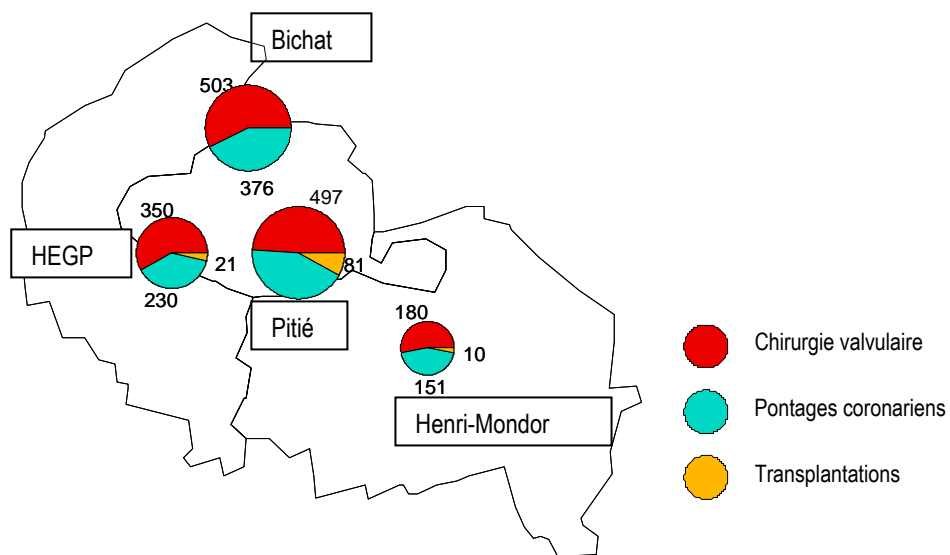 Bichat
503
376
497
350
HEGP
21
81
230
Pitié
180
10
151
Henri-Mondor
Chirurgie valvulaire
Pontages coronariens
Transplantations